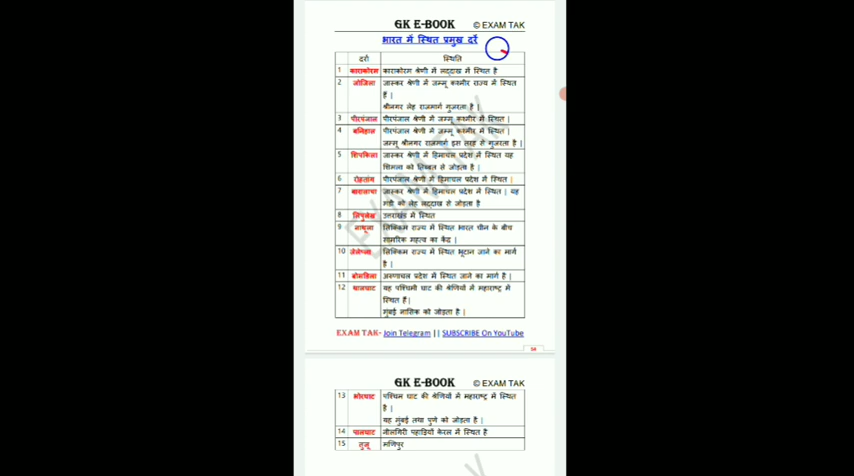 GK E-BOOK © EXAM TAK
भारत में स्थित प्रमुख दर्रे
दर्रा स्थिति
1 काराकोरम काराकोरम श्रेणी में लद्दाख में स्थित है
2 जोजिला जास्कर श्रेणी में जम्मू कश्मीर राज्य में स्थित
हैं |
श्रीनगर लेह राजमार्ग गुजरता है |
3 पीरपंजाल पीरपंजाल श्रेणी में जम्मू कश्मीर में स्थित |
4 बनिहाल पीरपंजाल श्रेणी में जम्मू कश्मीर में स्थित |
जम्मू श्रीनगर राजमार्ग इस तरह से गुजरता है |
5 शिपकिला जास्कर श्रेणी में हिमाचल प्रदेश में स्थित यह
शिमला को तिब्बत से जोड़ता है |
6 रोहतांग पीरपंजाल श्रेणी में हिमाचल प्रदेश में स्थित |
7 बारालाचा जास्कर श्रेणी में हिमाचल प्रदेश में स्थित | यह
मंडी को लेह लद्दाख से जोड़ता है
8 लिपुलेख उत्तराखंड में स्थित
9 नाथूला सिक्किम राज्य में स्थित भारत चीन के बीच
सामरिक महत्व का केंद्र |
10 जेलेप्ला सिक्किम राज्य में स्थित भूटान जाने का मार्ग
है |
11 बोमडिला अरुणाचल प्रदेश में स्थित जाने का मार्ग है |
12 थालघाट यह पश्चिमी घाट की श्रेणियों में महाराष्ट्र में
स्थित हैं |
मुंबई नासिक को जोड़ता है |
EXAM TAK- Join Telegram || SUBSCRIBE On YouTube
GK E-BOOK © EXAM TAK
13 भोरघाट पश्चिम घाट की श्रेणियों में महाराष्ट्र में स्थित
है |
यह मुंबई तथा पुणे को जोड़ता है |
14 पालघाट नीलगिरी पहाड़ियों केरल में स्थित है
15 तुजू मणिपुर
EXAM TAK